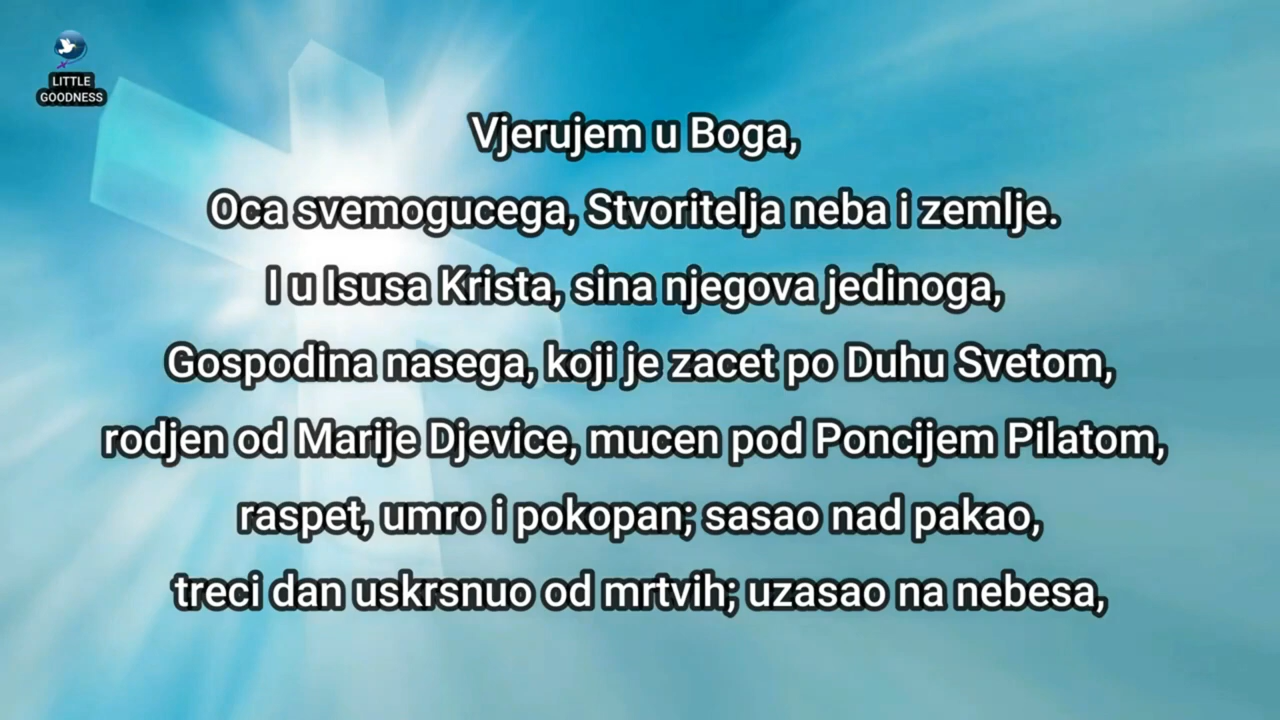 LITTLE
GOODNESS
Vjerujem u Boga,
Oca svemogucega, Stvoritelja neba i zemlje.
I u Isusa Krista, sina njegova jedinoga,
Gospodina nasega, koji je zacet po Duhu Svetom,
rodjen od Marije Djevice, mucen pod Poncijem Pilatom,
raspet, umro i pokopan; sasao nad pakao,
treci dan uskrsnuo od mrtvih; uzasao na nebesa,